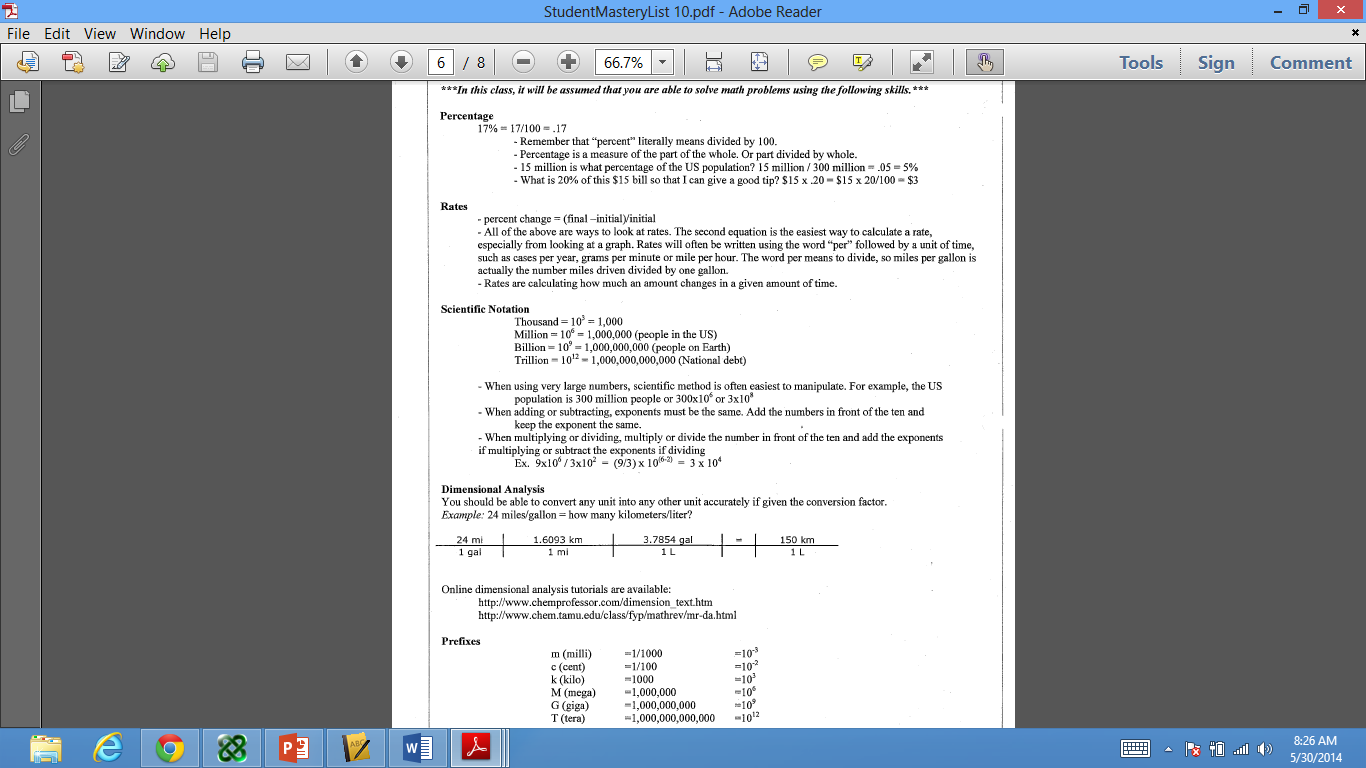 StudentMasteryList 10.pdf - Adobe Reader
File Edit View Window Help
6 / 8 66.7% Tools Sign Comment
***In this class, it will be assumed that you are able to solve math problems using the following skills.***
Percentage
17% = 17/100 = .17
- Remember that “percent” literally means divided by 100.
- Percentage is a measure of the part of the whole. Or part divided by whole.
- 15 million is what percentage of the US population? 15 million / 300 million = .05 = 5%
- What is 20% of this $15 bill so that I can give a good tip? $15 x .20 = $15 x 20/100 = $3
Rates
- percent change = (final –initial)/initial
- All of the above are ways to look at rates. The second equation is the easiest way to calculate a rate,
especially from looking at a graph. Rates will often be written using the word “per” followed by a unit of time,
such as cases per year, grams per minute or mile per hour. The word per means to divide, so miles per gallon is
actually the number miles driven divided by one gallon.
- Rates are calculating how much an amount changes in a given amount of time.
Scientific Notation
Thousand = 10³ = 1,000
Million = 10⁶ = 1,000,000 (people in the US)
Billion = 10⁹ = 1,000,000,000 (people on Earth)
Trillion = 10¹² = 1,000,000,000,000 (National debt)
- When using very large numbers, scientific method is often easiest to manipulate. For example, the US
population is 300 million people or 300x10⁶ or 3x10⁸
- When adding or subtracting, exponents must be the same. Add the numbers in front of the ten and
keep the exponent the same.
- When multiplying or dividing, multiply or divide the number in front of the ten and add the exponents
if multiplying or subtract the exponents if dividing
Ex. 9x10⁶ / 3x10² = (9/3) x 10⁽⁶⁻²⁾ = 3 x 10⁴
Dimensional Analysis
You should be able to convert any unit into any other unit accurately if given the conversion factor.
Example: 24 miles/gallon = how many kilometers/liter?
24 mi 1.6093 km 3.7854 gal = 150 km
1 gal 1 mi 1 L 1 L
Online dimensional analysis tutorials are available:
http://www.chemprofessor.com/dimension_text.htm
http://www.chem.tamu.edu/class/fyp/mathrev/mr-da.html
Prefixes
m (milli) =1/1000 =10⁻³
c (cent) =1/100 =10⁻²
k (kilo) =1000 =10³
M (mega) =1,000,000 =10⁶
G (giga) =1,000,000,000 =10⁹
T (tera) =1,000,000,000,000 =10¹²
8:26 AM
5/30/2014